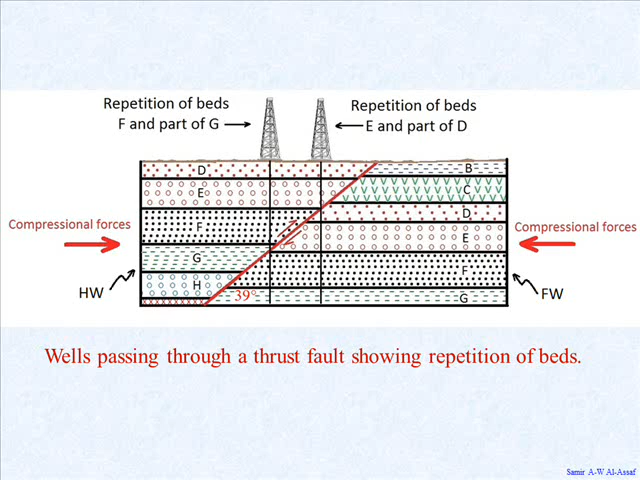 Repetition of beds
F and part of G
Repetition of beds
E and part of D
D
B
E
C
D
F
E
G
F
H
G
39°
Compressional forces
Compressional forces
HW
FW
Wells passing through a thrust fault showing repetition of beds.
Samir A-W Al-Assaf